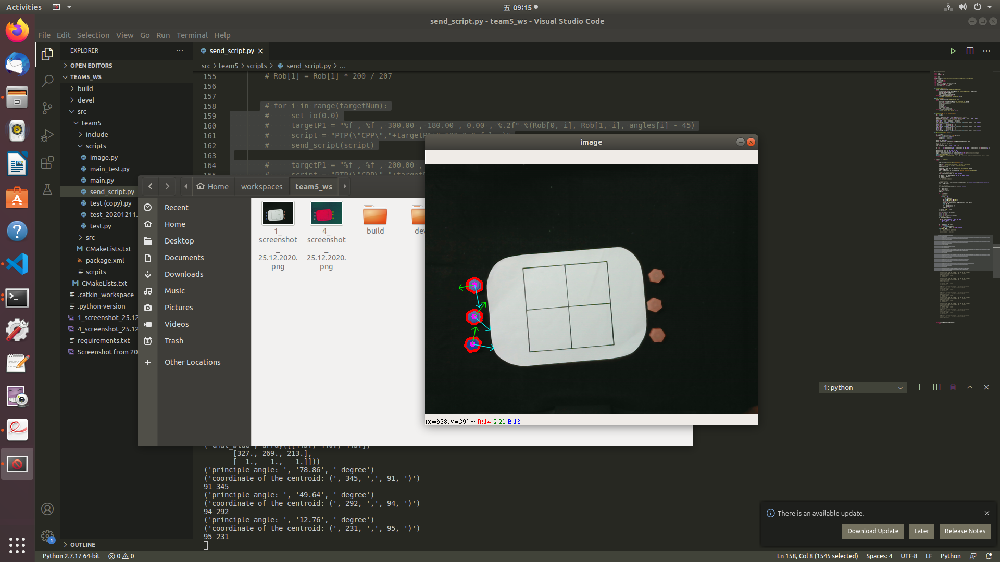 Activities
五 09:15
send_script.py - team5_ws - Visual Studio Code
File Edit Selection View Go Run Terminal Help
EXPLORER
OPEN EDITORS
TEAM5_WS
build
devel
src
team5
include
scripts
image.py
main_test.py
main.py
send_script.py
test (copy).py
test_20201211.
test.py
src
CMakeLists.txt
package.xml
scrpits
CMakeLists.txt
.catkin_workspace
.python-version
1_screenshot_25.12
4_screenshot_25.12
requirements.txt
Screenshot from 20
OUTLINE
send_script.py
src > team5 > scripts > send_script.py > ...
155 # Rob[1] = Rob[1] * 200 / 207
156
157
158 # for i in range(targetNum):
159 # set_io(0.0)
160 # targetP1 = "%f , %f , 300.00 , 180.00 , 0.00 , %.2f" %(Rob[0, i], Rob[1, i], angles[i] - 45)
161 # script = "PTP(\"CPP\","+targetP1+",100,0,0,false)"
162 # send_script(script)
163
164 # targetP1 = "%f , %f , 200.00 ,
165 # script = "PTP(\"CPP\","+targetP
Home workspaces team5_ws
Recent
Home
Desktop
Documents
Downloads
Music
Pictures
Videos
Trash
Other Locations
1_
screenshot
_
25.12.2020.
png
4_
screenshot
_
25.12.2020.
png
build
dev
image
(x=638, y=39) ~ R:14 G:21 B:16
1: python
[327., 269., 213.],
[ 1., 1., 1.]]))
('principle angle: ', '78.86', ' degree')
('coordinate of the centroid: (', 345, ',', 91, ')')
91 345
('principle angle: ', '49.64', ' degree')
('coordinate of the centroid: (', 292, ',', 94, ')')
94 292
('principle angle: ', '12.76', ' degree')
('coordinate of the centroid: (', 231, ',', 95, ')')
95 231
There is an available update.
Download Update
Later
Release Notes
1
Python 2.7.17 64-bit
0 0
Ln 158, Col 8 (1545 selected)
Spaces: 4
UTF-8
LF
Python